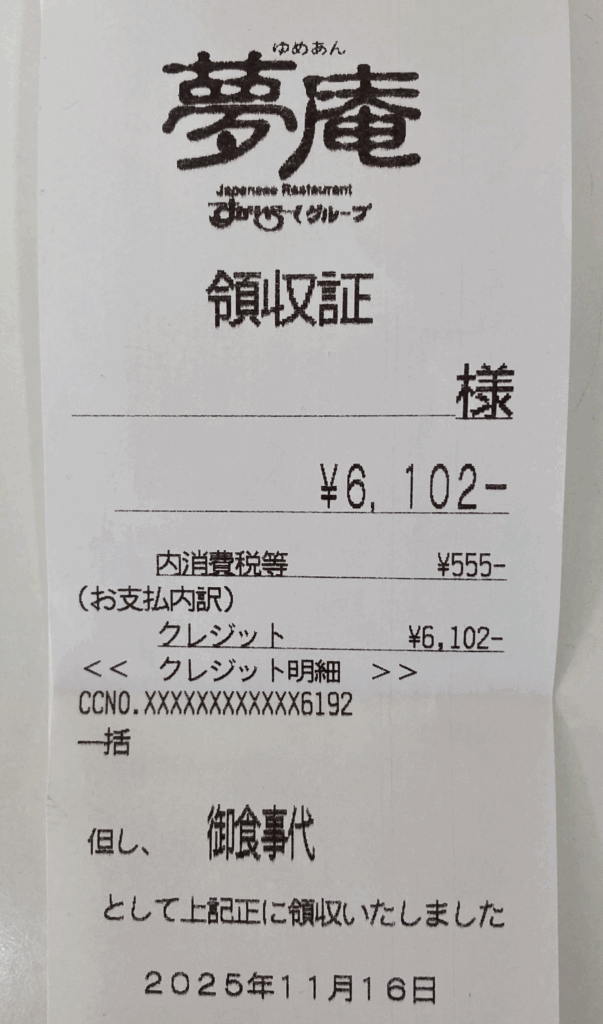 ゆめあん
夢庵
Japanese Restaurant
すかいらーくグループ
領収証
様
¥6,102-
内消費税等 ¥555-
(お支払内訳)
クレジット ¥6,102-
<< クレジット明細 >>
CCNO.XXXXXXXXXXXX6192
一括
但し、 御食事代
として上記正に領収いたしました
2025年11月16日